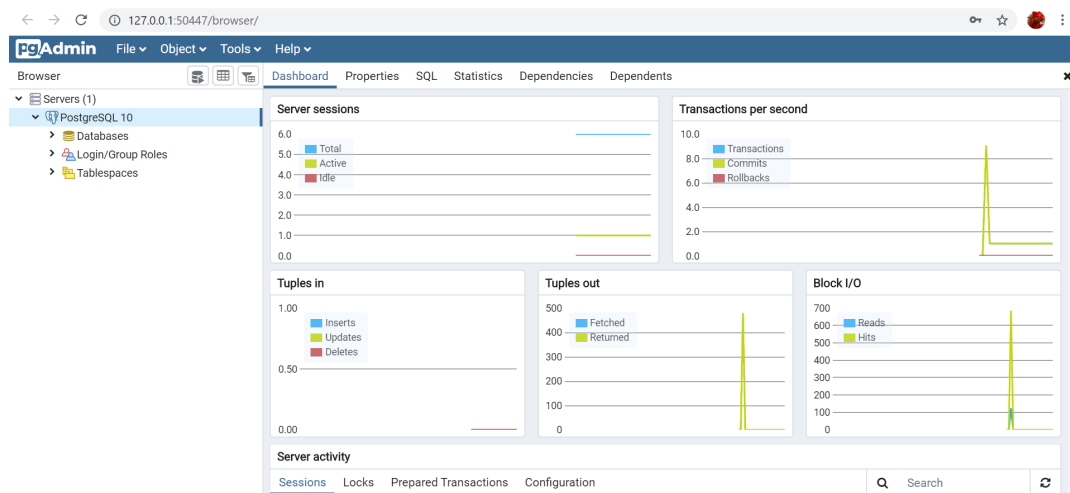 127.0.0.1:50447/browser/
pgAdmin File Object Tools Help
Browser
Dashboard Properties SQL Statistics Dependencies Dependents
Servers (1)
PostgreSQL 10
Databases
Login/Group Roles
Tablespaces
Server sessions
6.0
Total
5.0
Active
4.0
Idle
3.0
2.0
1.0
0.0
Transactions per second
10.0
Transactions
8.0
Commits
6.0
Rollbacks
4.0
2.0
0.0
Tuples in
1.00
Inserts
Updates
Deletes
0.50
0.00
Tuples out
500
Fetched
400
Returned
300
200
100
0
Block I/O
700
Reads
600
Hits
500
400
300
200
100
0
Server activity
Sessions Locks Prepared Transactions Configuration
Search